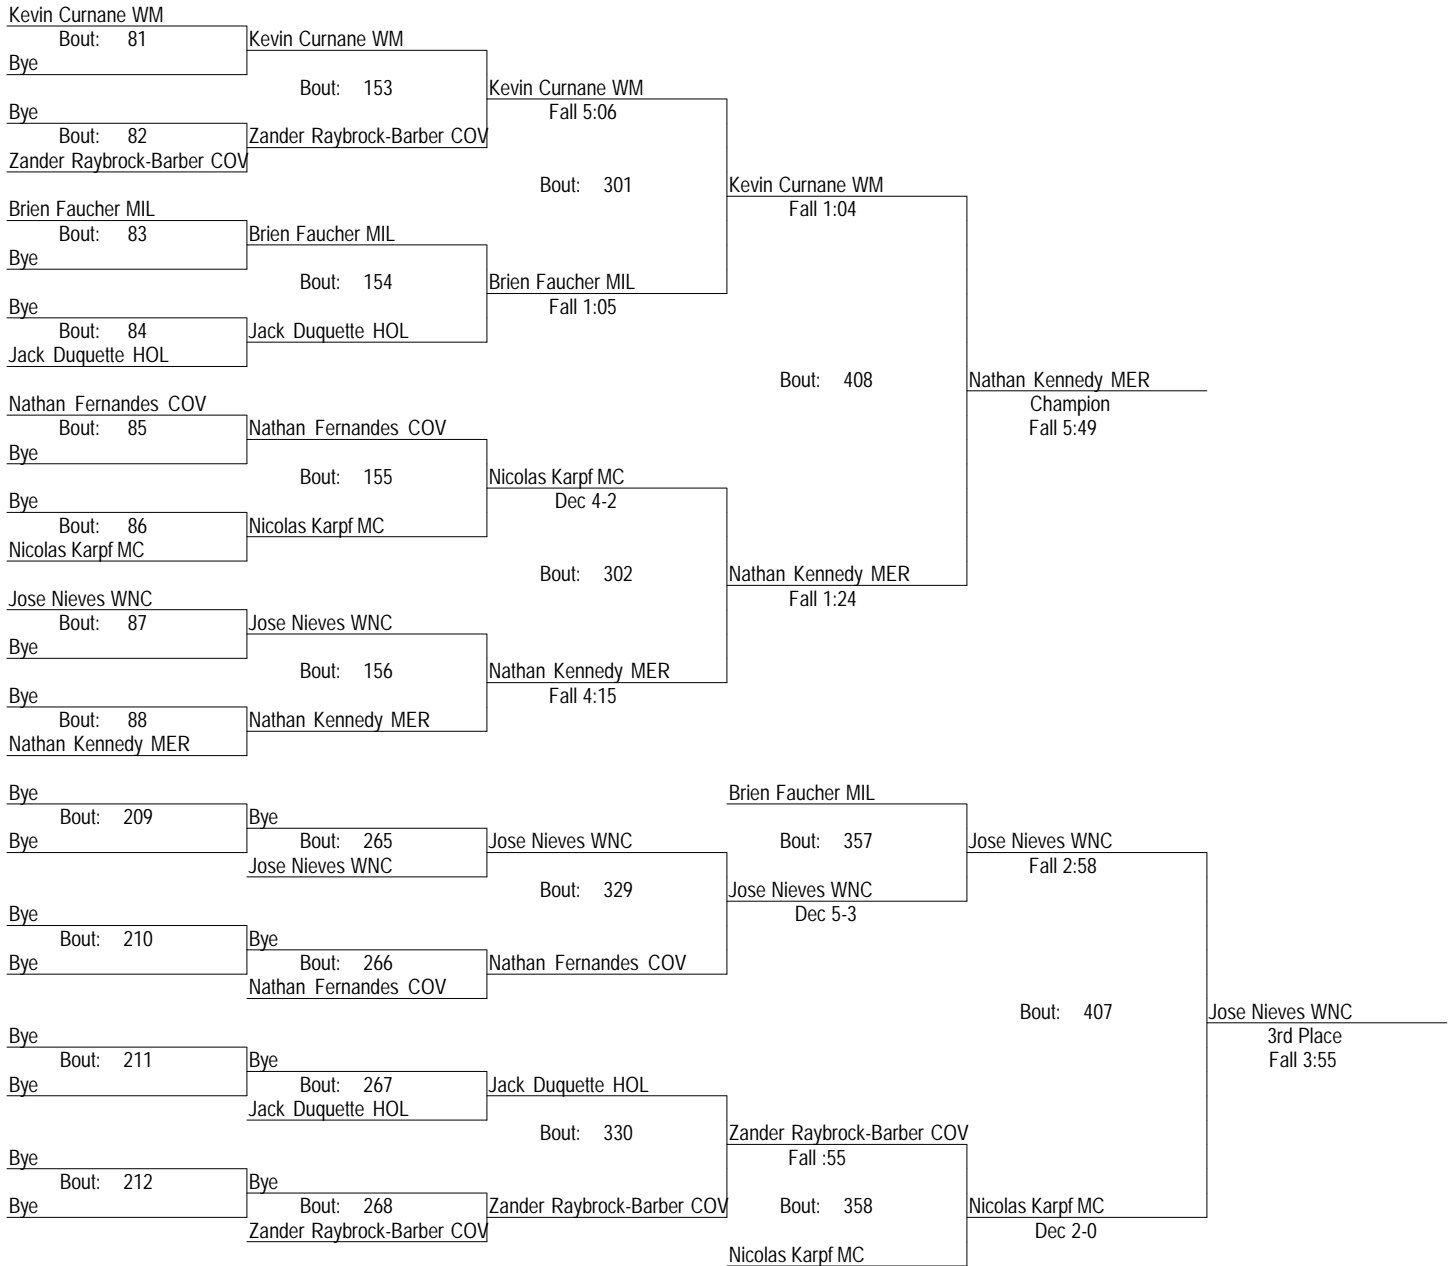 Kevin Curnane WM
Bout: 81
Kevin Curnane WM
Bye
Bout: 153
Kevin Curnane WM
Fall 5:06
Bye
Bout: 82
Zander Raybrock-Barber COV
Zander Raybrock-Barber COV
Bout: 301
Kevin Curnane WM
Fall 1:04
Brien Faucher MIL
Bout: 83
Brien Faucher MIL
Bye
Bout: 154
Brien Faucher MIL
Fall 1:05
Bye
Bout: 84
Jack Duquette HOL
Jack Duquette HOL
Bout: 408
Nathan Kennedy MER
Champion
Fall 5:49
Nathan Fernandes COV
Bout: 85
Nathan Fernandes COV
Bye
Bout: 155
Nicolas Karpf MC
Dec 4-2
Bye
Bout: 86
Nicolas Karpf MC
Nicolas Karpf MC
Bout: 302
Nathan Kennedy MER
Fall 1:24
Jose Nieves WNC
Bout: 87
Jose Nieves WNC
Bye
Bout: 156
Nathan Kennedy MER
Fall 4:15
Bye
Bout: 88
Nathan Kennedy MER
Nathan Kennedy MER
Bye
Brien Faucher MIL
Bout: 209
Bye
Bye
Bout: 265
Jose Nieves WNC
Bout: 357
Jose Nieves WNC
Jose Nieves WNC
Fall 2:58
Bout: 329
Jose Nieves WNC
Dec 5-3
Bye
Bout: 210
Bye
Bye
Bout: 266
Nathan Fernandes COV
Nathan Fernandes COV
Bout: 407
Jose Nieves WNC
3rd Place
Fall 3:55
Bye
Bout: 211
Bye
Bye
Bout: 267
Jack Duquette HOL
Jack Duquette HOL
Bout: 330
Zander Raybrock-Barber COV
Fall :55
Bye
Bout: 212
Bye
Bye
Bout: 268
Zander Raybrock-Barber COV
Bout: 358
Nicolas Karpf MC
Zander Raybrock-Barber COV
Dec 2-0
Nicolas Karpf MC